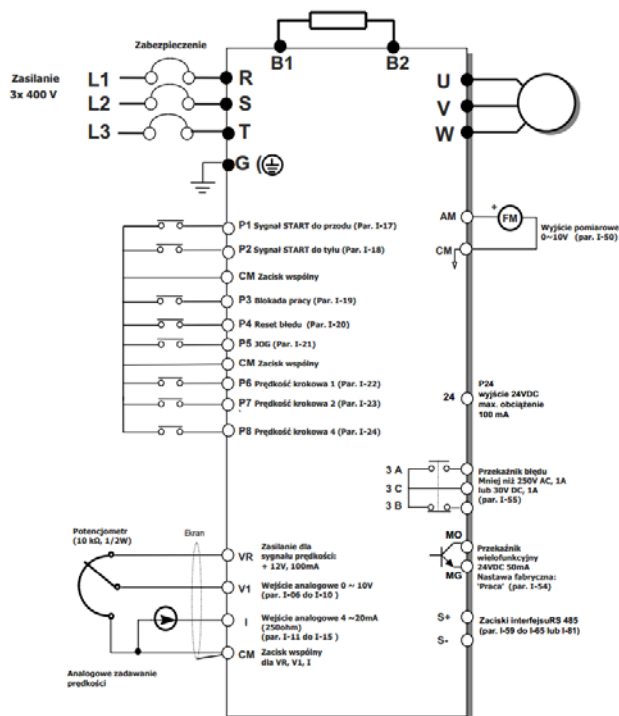 Zabezpieczenie
Zasilanie
3x 400 V
L1
L2
L3
R
S
T
G (
B1
B2
U
V
W
P1 Sygnał START do przodu (Par. I•17)
P2 Sygnał START do tyłu (Par. I-18)
CM Zacisk wspólny
P3 Blokada pracy (Par. I-19)
P4 Reset błedu (Par. I•20)
P5 JOG (Par. I-21)
CM Zacisk wspólny
P6 Prędkość krokowa 1 (Par. I-22)
P7 Prędkość krokowa 2 (Par. I-23)
P8 Prędkość krokowa 4 (Par. I-24)
AM
+
FM
CM
Wyjście pomiarowe
0~10V (par. I-50)
24
P24
wyjście 24VDC
max. obciążenie
100 mA
3 A
3 C
3 B
Przekaźnik błędu
Mniej niż 250V AC, 1A
lub 30V DC, 1A
(par. I-55)
MO
MG
Przekaźnik
wielofunkcyjny
24VDC 50mA
Nastawa fabryczna:
'Praca' (par. I-54)
S+
S-
Zaciski interfejsuRS 485
(par. I-59 do I-65 lub I-81)
Potencjometr
(10 kΩ, 1/2W)
Ekran
VR
Zasilanie dla
sygnału prędkości:
+ 12V, 100mA
V1
Wejście analogowe 0 ~ 10V
(par. I•06 do I•10 )
I
Wejście analogowe 4 ~20mA
(250ohm)
(par. I-11 do I-15 )
CM
Zacisk wspólny
dla VR, V1, I
Analogowe zadawanie
prędkości